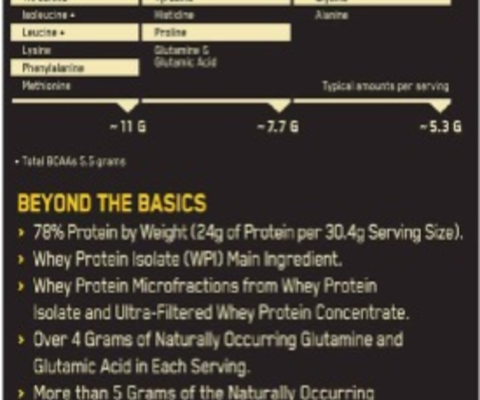 Isoleucine • Histidine Alanine
Leucine • Proline
Lysine Glutamine &
Glutamic Acid
Phenylalanine
Methionine Typical amounts per serving
~11 G ~7.7 G ~5.3 G
• Total BCAAs 5.5 grams
BEYOND THE BASICS
› 78% Protein by Weight (24g of Protein per 30.4g Serving Size).
› Whey Protein Isolate (WPI) Main Ingredient.
› Whey Protein Microfractions from Whey Protein
Isolate and Ultra-Filtered Whey Protein Concentrate.
› Over 4 Grams of Naturally Occurring Glutamine and
Glutamic Acid in Each Serving.
› More than 5 Grams of the Naturally Occurring